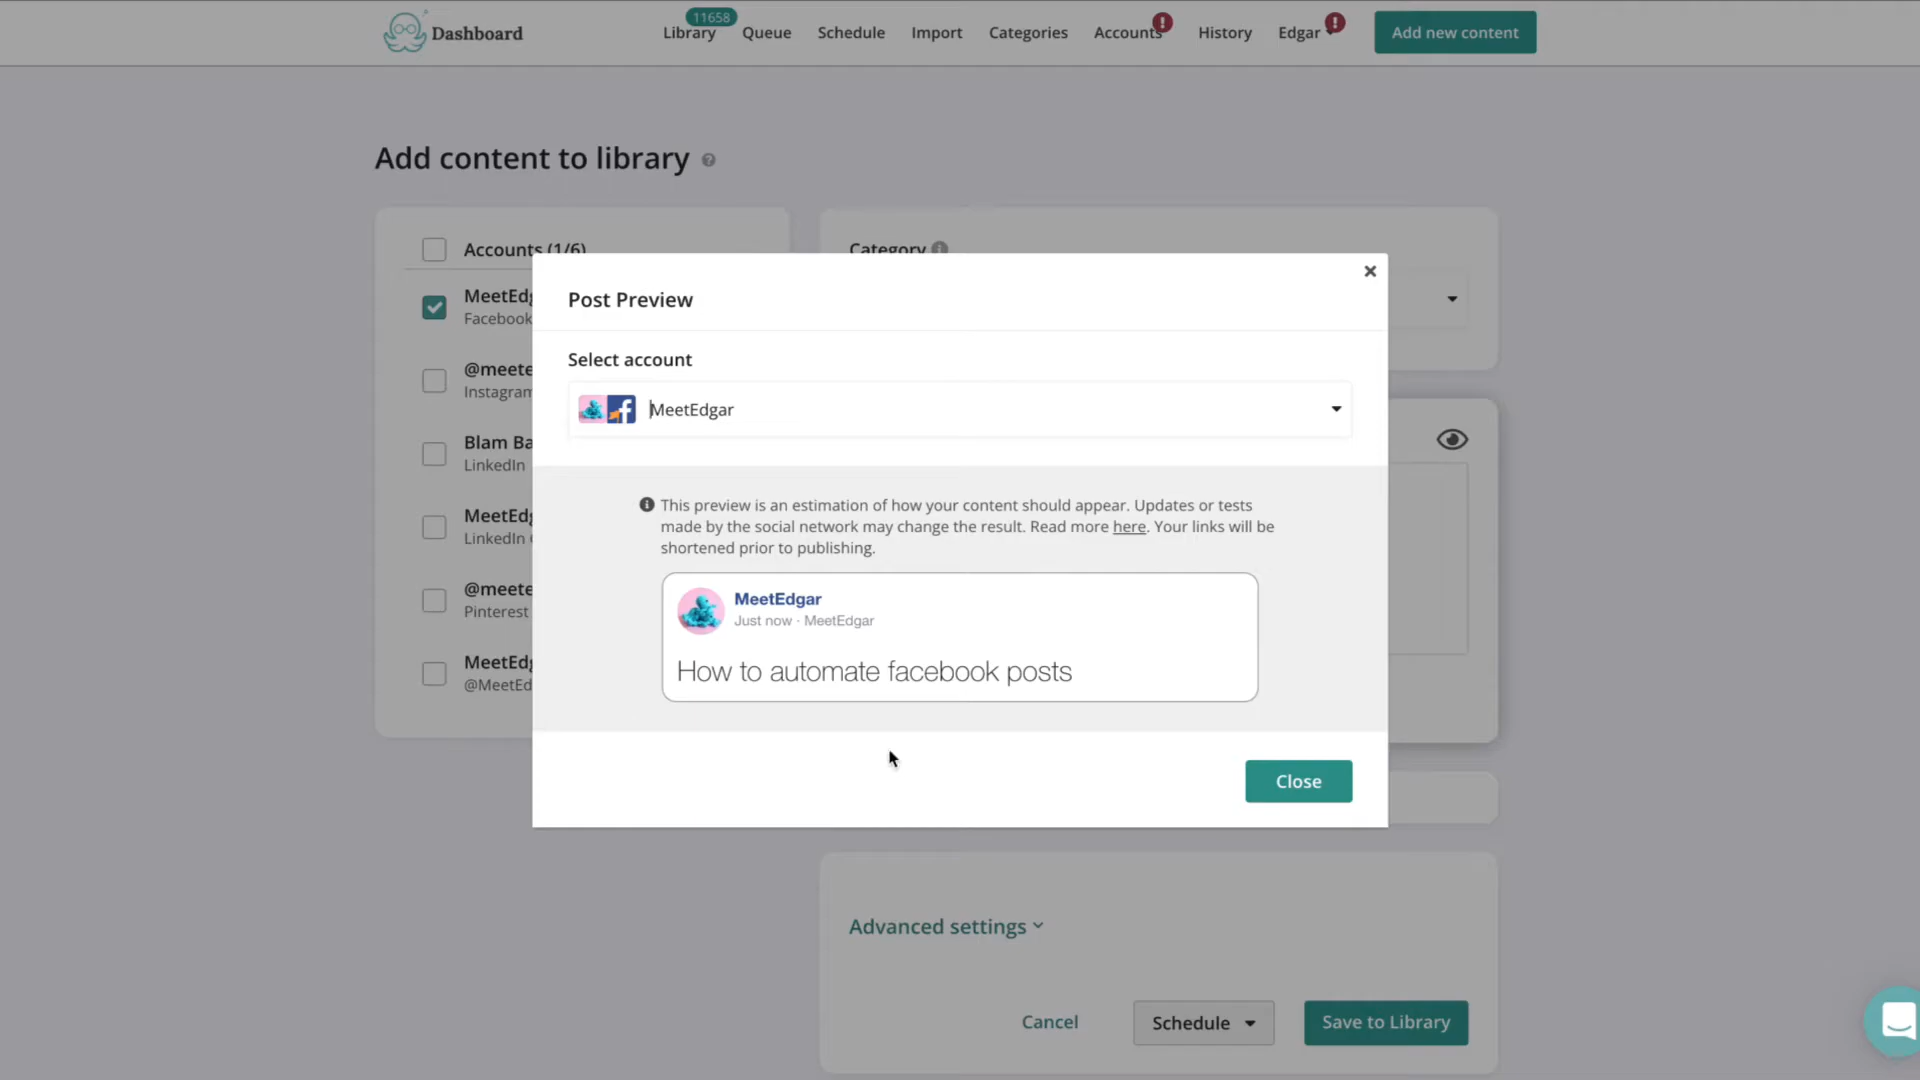 Dashboard
Library
11658
Queue
Schedule
Import
Categories
Accounts
!
History
Edgar
!
Add new content
Add content to library ?
Accounts (1/6)
Category i
MeetEdg
Facebook
@meete
Instagram
Blam Ba
LinkedIn
MeetEdg
LinkedIn
@meete
Pinterest
MeetEdg
@MeetEd
Post Preview
×
Select account
MeetEdgar
This preview is an estimation of how your content should appear. Updates or tests
made by the social network may change the result. Read more here. Your links will be
shortened prior to publishing.
MeetEdgar
Just now · MeetEdgar
How to automate facebook posts
Close
Advanced settings
Cancel
Schedule
Save to Library